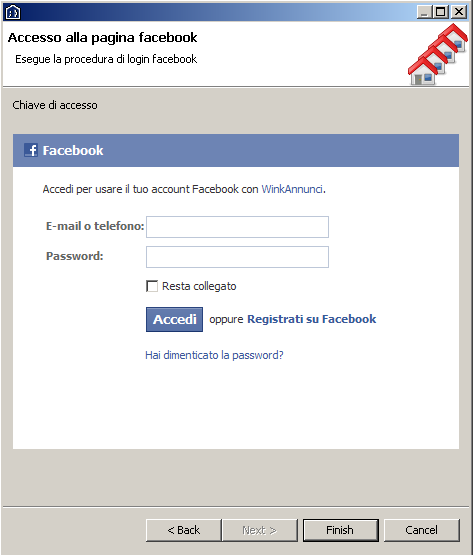 Accesso alla pagina facebook
Esegue la procedura di login facebook
Chiave di accesso
Facebook
Accedi per usare il tuo account Facebook con WinkAnnunci.
E-mail o telefono:
Password:
Resta collegato
Accedi oppure Registrati su Facebook
Hai dimenticato la password?
< Back Next > Finish Cancel